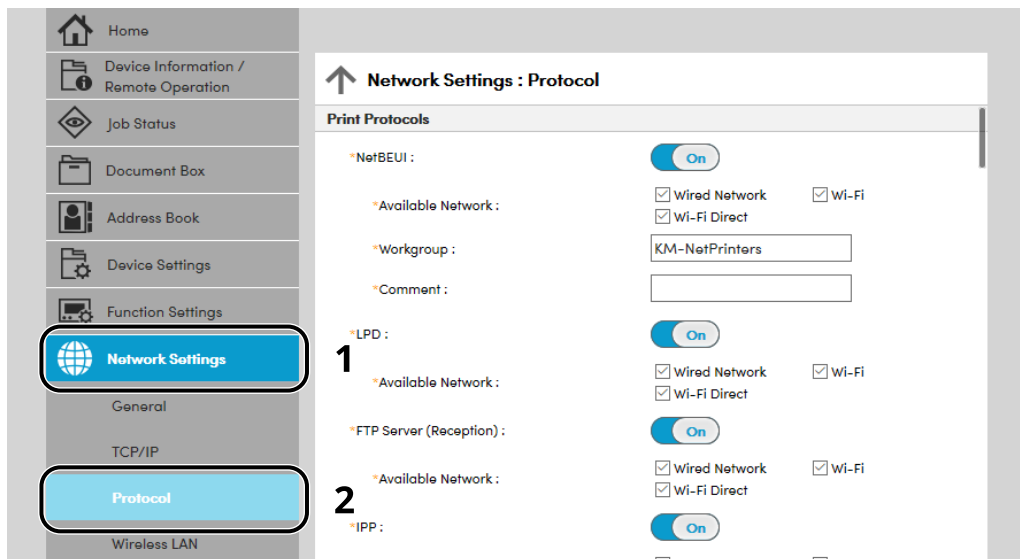 Home
Device Information /
Remote Operation
Job Status
Document Box
Address Book
Device Settings
Function Settings
Network Settings
1
General
TCP/IP
Protocol
2
Wireless LAN
Network Settings : Protocol
Print Protocols
*NetBEUI :
On
*Available Network :
Wired Network
Wi-Fi
Wi-Fi Direct
*Workgroup :
KM-NetPrinters
*Comment :
*LPD :
On
*Available Network :
Wired Network
Wi-Fi
Wi-Fi Direct
*FTP Server (Reception) :
On
*Available Network :
Wired Network
Wi-Fi
Wi-Fi Direct
*IPP :
On